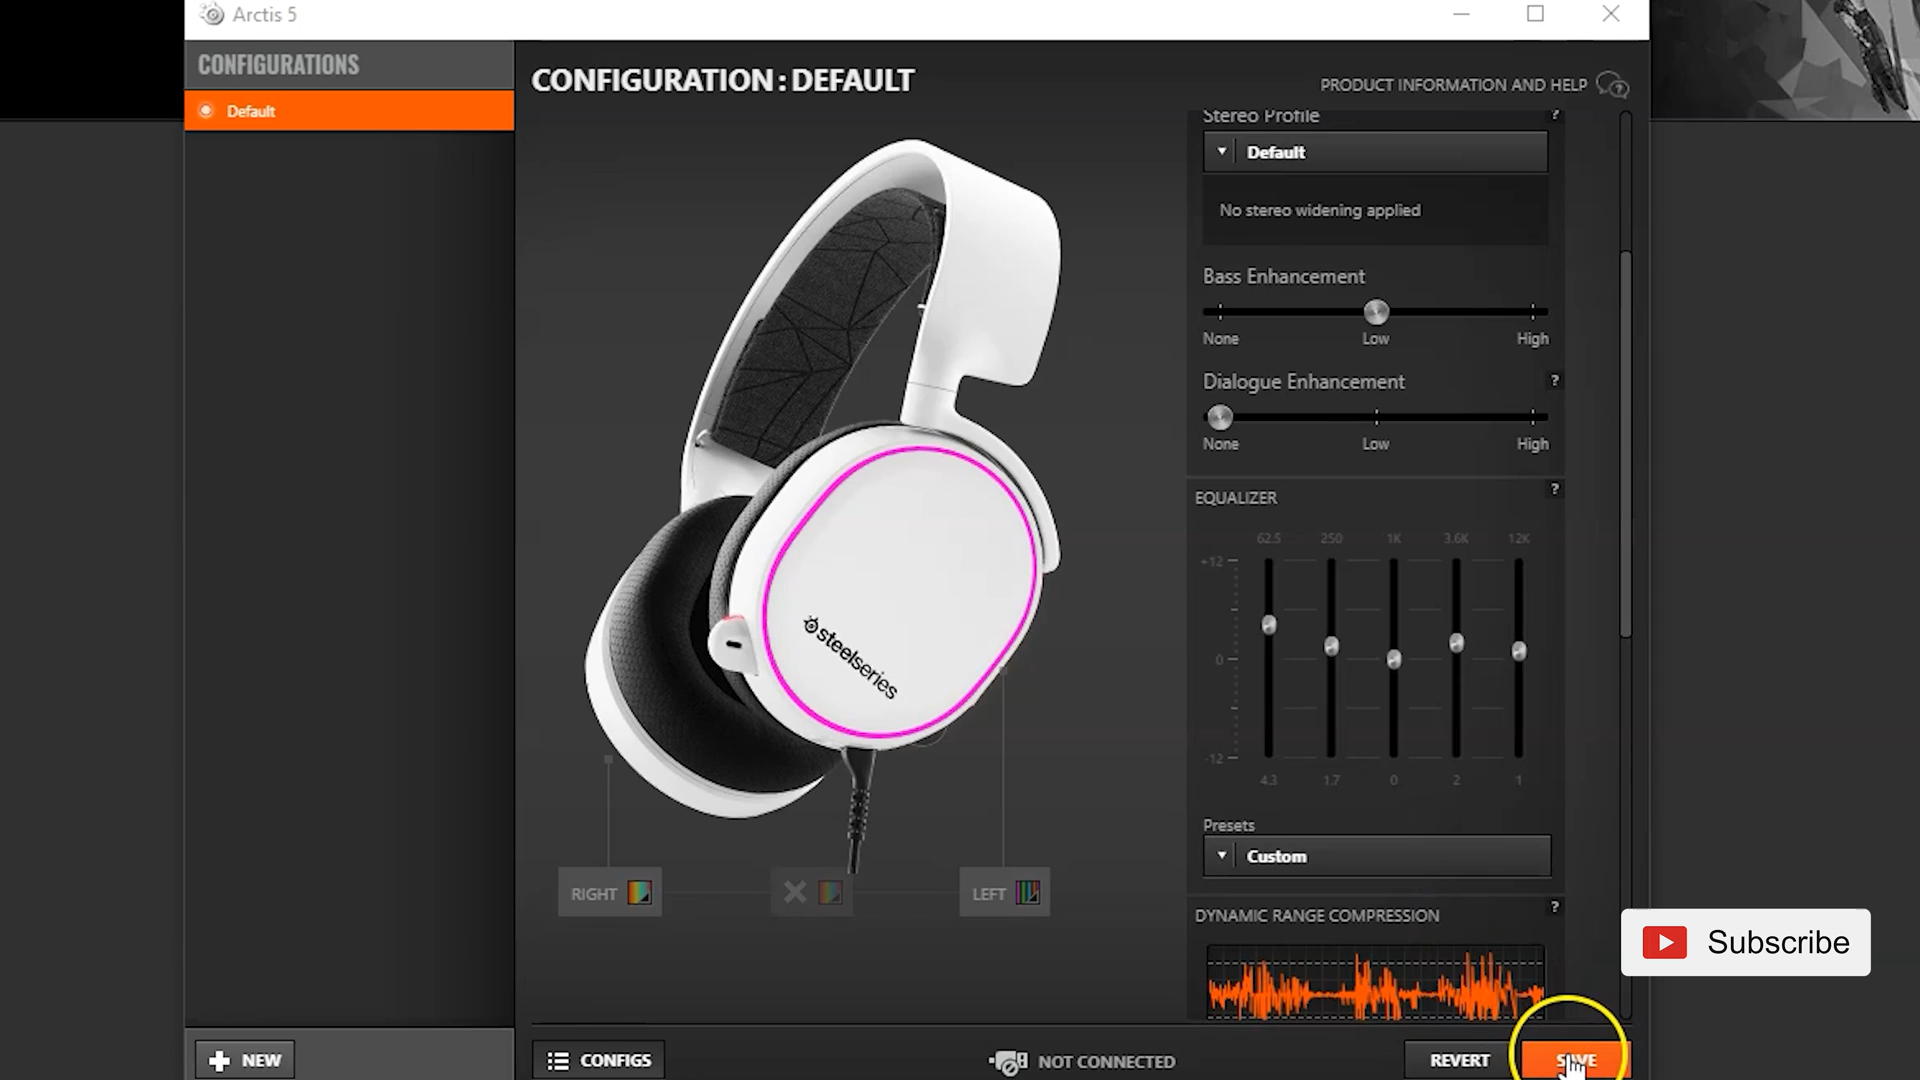 Arctis 5
CONFIGURATIONS
Default
CONFIGURATION : DEFAULT
PRODUCT INFORMATION AND HELP
Stereo Profile ?
Default
No stereo widening applied
Bass Enhancement
None Low High
Dialogue Enhancement ?
None Low High
EQUALIZER ?
62.5 250 1K 3.6K 12K
+12
0
-12
4.3 1.7 0 2 1
Presets
Custom
DYNAMIC RANGE COMPRESSION ?
steelseries
RIGHT LEFT
Subscribe
NEW
CONFIGS
NOT CONNECTED
REVERT
SAVE